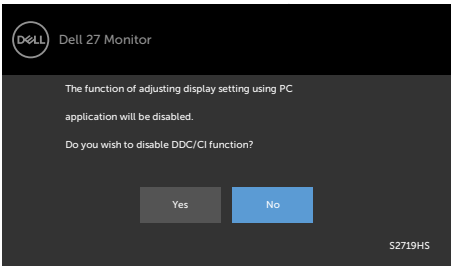 DELL
Dell 27 Monitor
The function of adjusting display setting using PC
application will be disabled.
Do you wish to disable DDC/CI function?
Yes
No
S2719HS